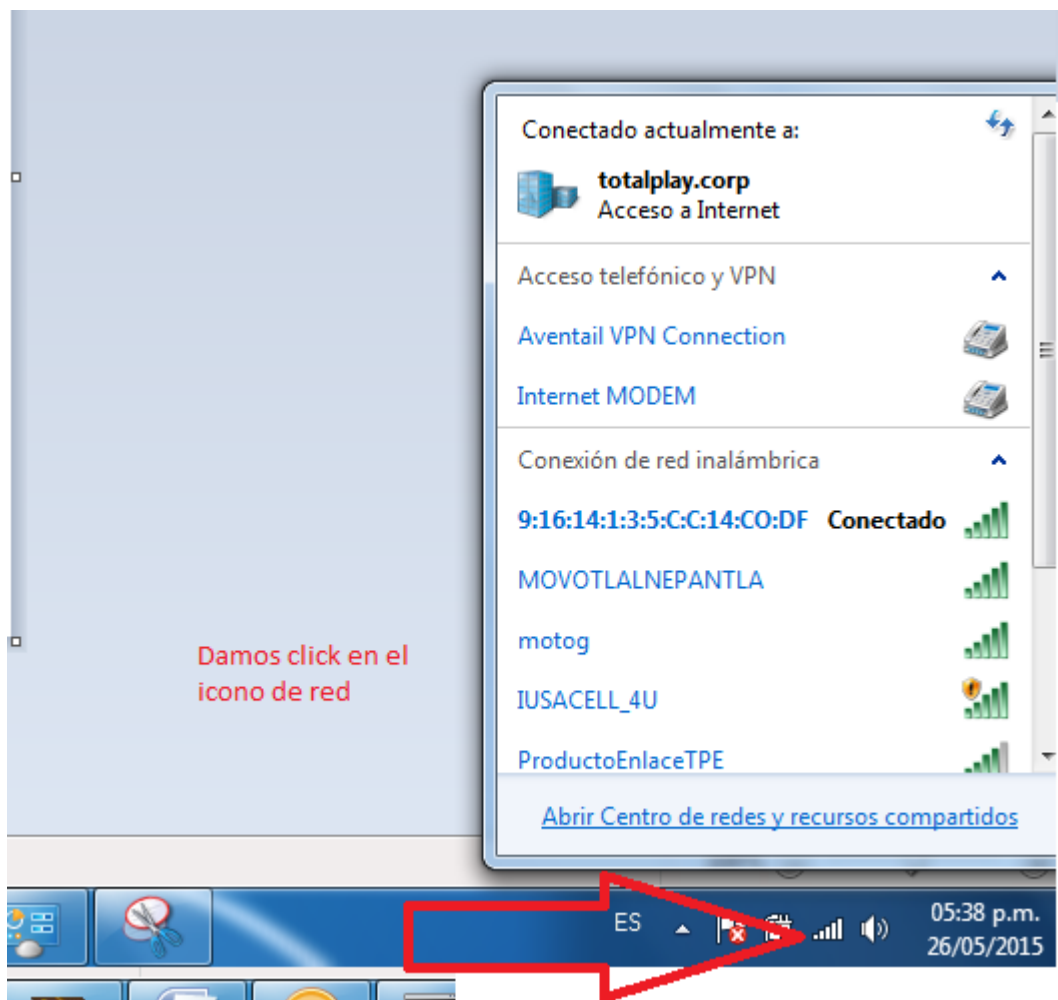 Conectado actualmente a:
totalplay.corp
Acceso a Internet
Acceso telefónico y VPN
Aventail VPN Connection
Internet MODEM
Conexión de red inalámbrica
9:16:14:1:3:5:C:C:14:CO:DF Conectado
MOVOTLALNEPANTLA
motog
IUSACELL_4U
ProductoEnlaceTPE
Abrir Centro de redes y recursos compartidos
Damos click en el
icono de red
ES
05:38 p.m.
26/05/2015